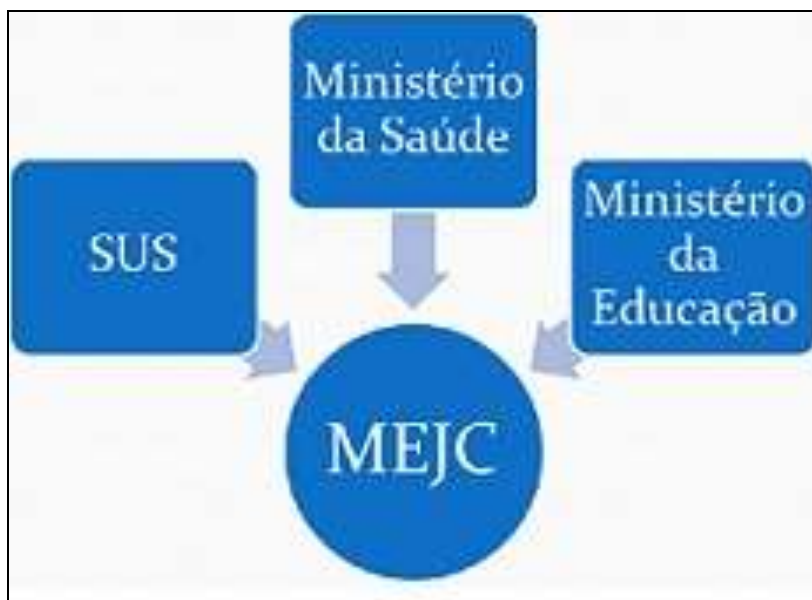 Ministério
da Saúde
SUS
Ministério
da
Educação
MEJC